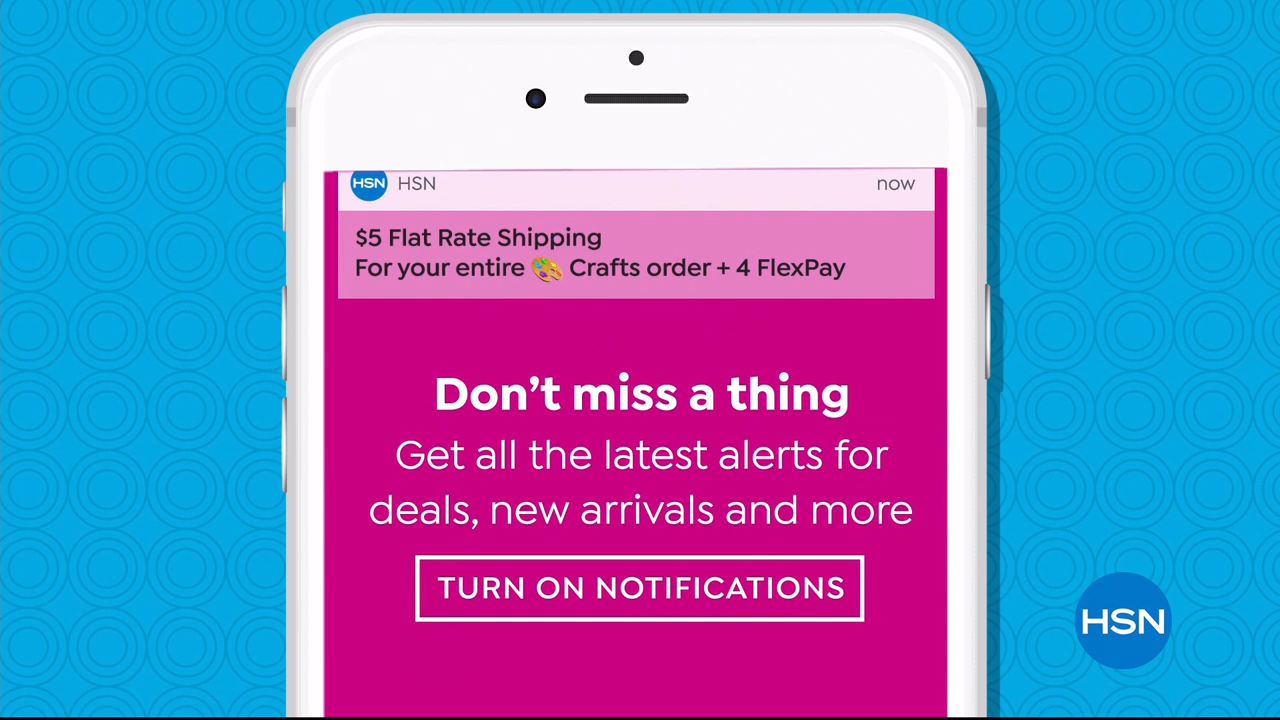 HSN HSN now
$5 Flat Rate Shipping
For your entire 🎨 Crafts order + 4 FlexPay
Don't miss a thing
Get all the latest alerts for
deals, new arrivals and more
TURN ON NOTIFICATIONS
HSN